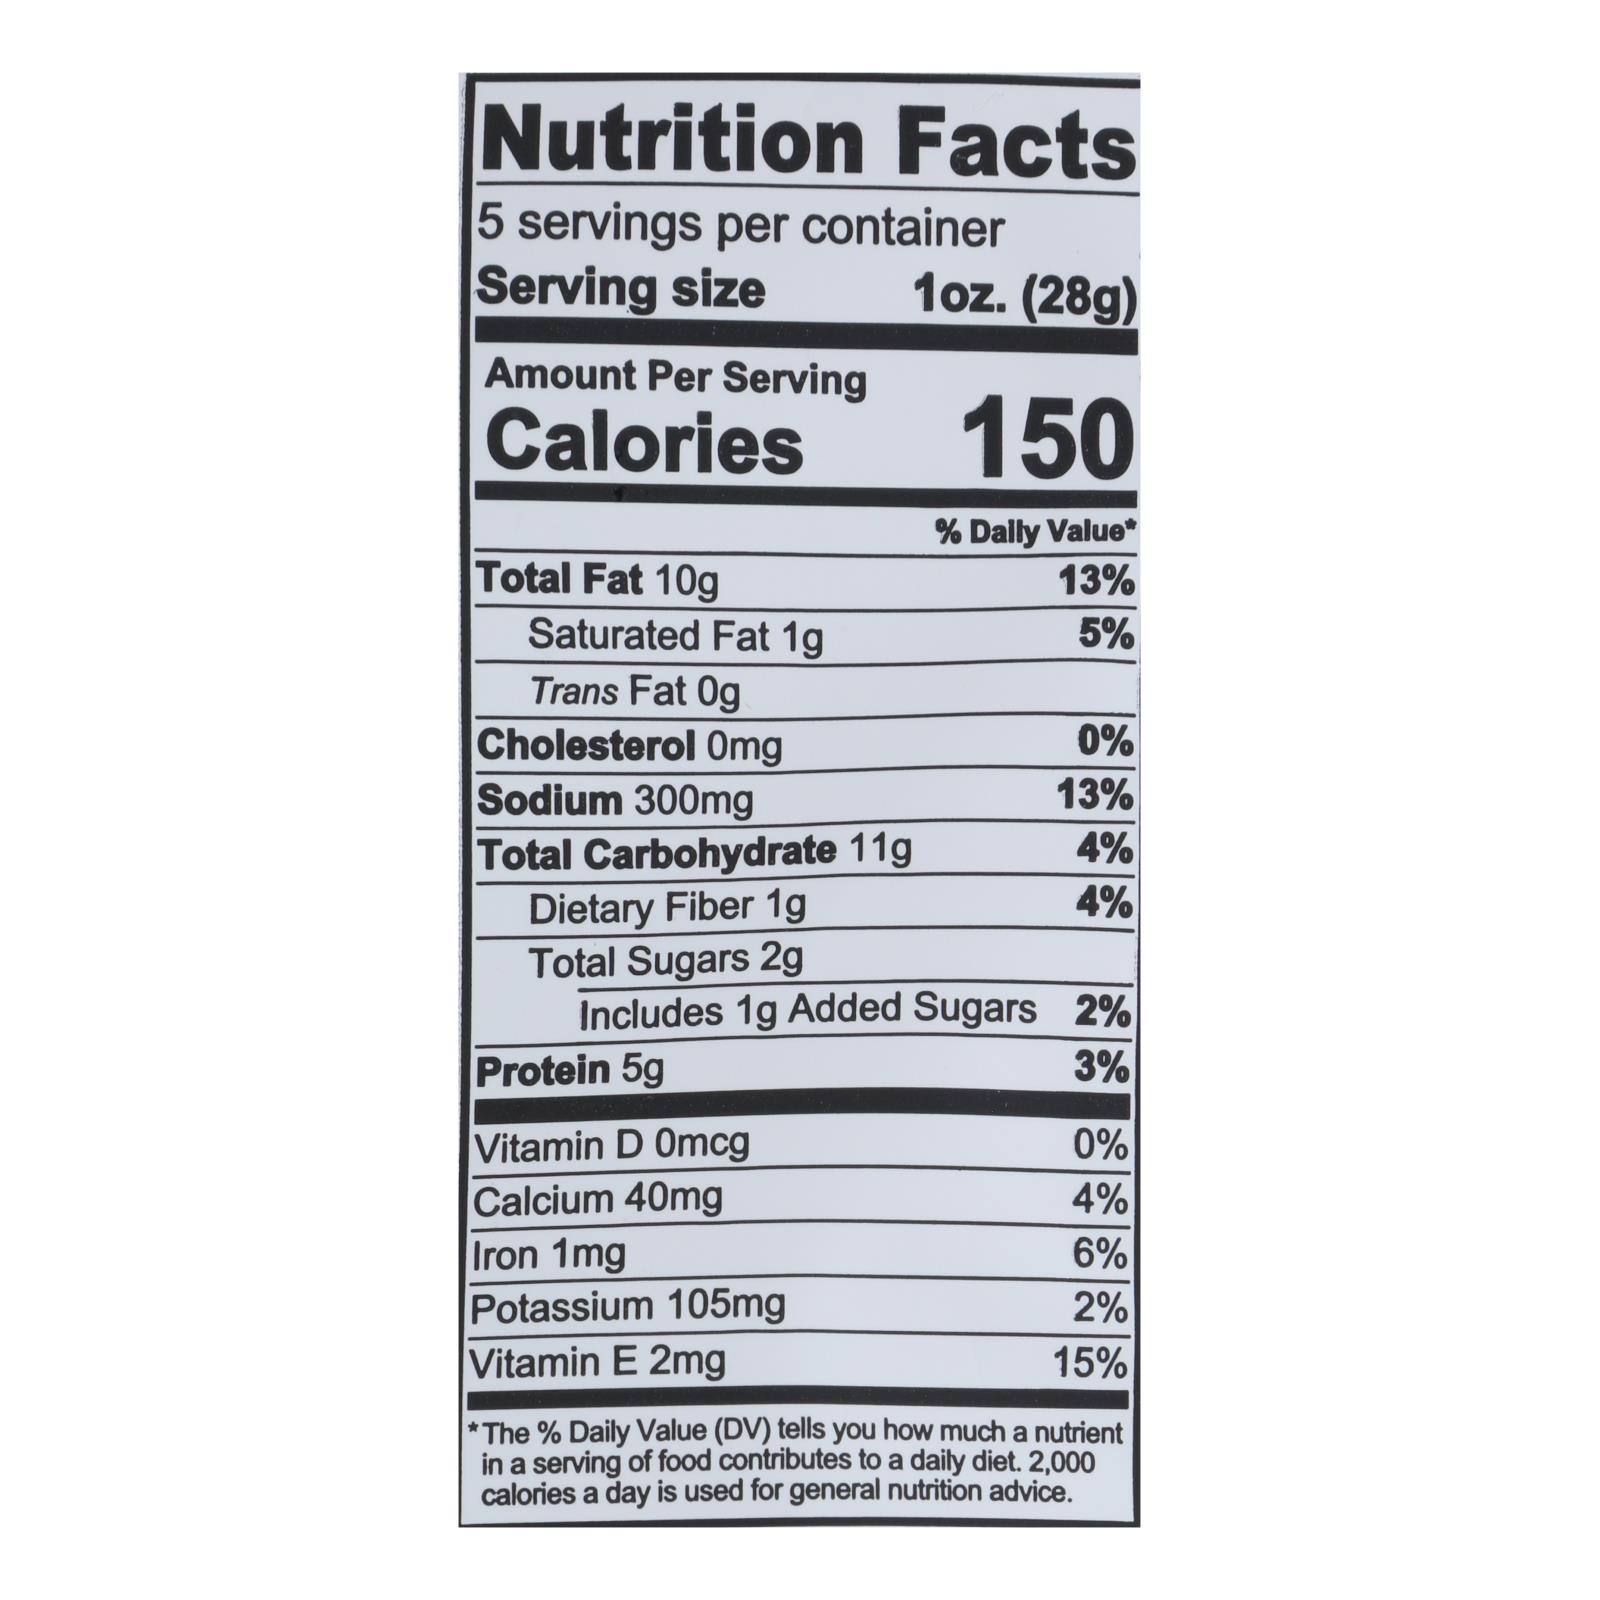 Nutrition Facts
5 servings per container
Serving size 1oz. (28g)
Amount Per Serving
Calories 150
% Daily Value*
Total Fat 10g 13%
Saturated Fat 1g 5%
Trans Fat 0g
Cholesterol 0mg 0%
Sodium 300mg 13%
Total Carbohydrate 11g 4%
Dietary Fiber 1g 4%
Total Sugars 2g
Includes 1g Added Sugars 2%
Protein 5g 3%
Vitamin D 0mcg 0%
Calcium 40mg 4%
Iron 1mg 6%
Potassium 105mg 2%
Vitamin E 2mg 15%
*The % Daily Value (DV) tells you how much a nutrient
in a serving of food contributes to a daily diet. 2,000
calories a day is used for general nutrition advice.